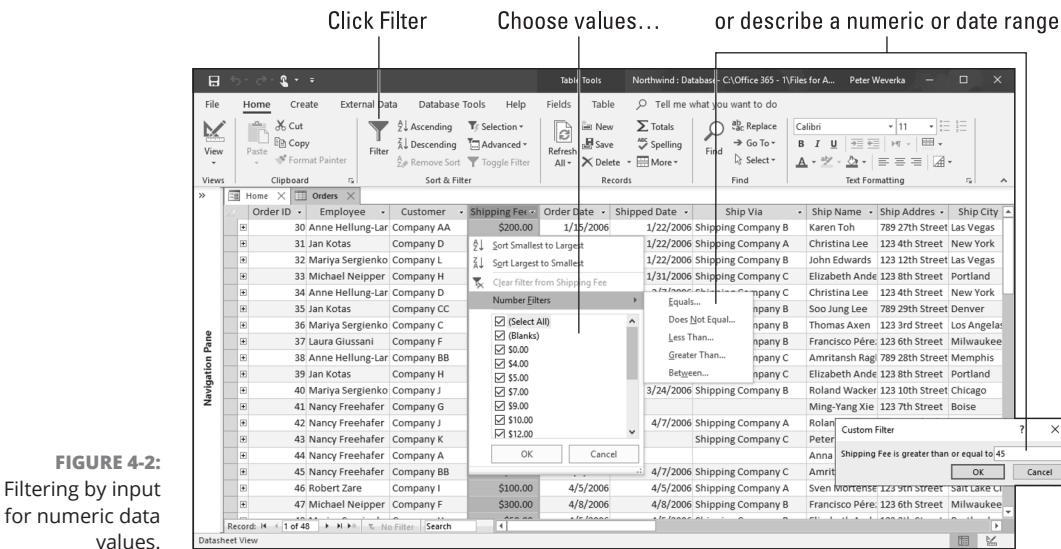 Click Filter Choose values… or describe a numeric or date range
Table Tools Northwind : Database- C:\Office 365 - 1\Files for A... Peter Weverka
File Home Create External Data Database Tools Help Fields Table Tell me what you want to do
View
Paste
Cut
Copy
Format Painter
Filter
Ascending
Descending
Remove Sort
Selection
Advanced
Toggle Filter
Refresh All
New
Save
Delete
Totals
Spelling
More
Find
Replace
Go To
Select
Calibri 11
B I U
A
Views Clipboard Sort & Filter Records Find Text Formatting
Home Orders
Order ID Employee Customer Shipping Fee Order Date Shipped Date Ship Via Ship Name Ship Addres Ship City
30 Anne Hellung-Lar Company AA $200.00 1/15/2006 1/22/2006 Shipping Company B Karen Toh 789 27th Street Las Vegas
31 Jan Kotas Company D 1/22/2006 Shipping Company A Christina Lee 123 4th Street New York
32 Mariya Sergienko Company L 1/22/2006 Shipping Company B John Edwards 123 12th Street Las Vegas
33 Michael Neipper Company H 1/31/2006 Shipping Company C Elizabeth Ande 123 8th Street Portland
34 Anne Hellung-Lar Company D 2/7/2006 Shipping Company C Christina Lee 123 4th Street New York
35 Jan Kotas Company CC pany B Soo Jung Lee 789 29th Street Denver
36 Mariya Sergienko Company C pany B Thomas Axen 123 3rd Street Los Angelas
37 Laura Giussani Company F pany B Francisco Pére: 123 6th Street Milwaukee
38 Anne Hellung-Lar Company BB pany C Amritansh Ragl 789 28th Street Memphis
39 Jan Kotas Company H pany C Elizabeth Ande 123 8th Street Portland
40 Mariya Sergienko Company J 3/24/2006 Shipping Company B Roland Wacker 123 10th Street Chicago
41 Nancy Freehafer Company G Ming-Yang Xie 123 7th Street Boise
42 Nancy Freehafer Company J 4/7/2006 Shipping Company A Rolan
43 Nancy Freehafer Company K Shipping Company C Peter
44 Nancy Freehafer Company A Anna
45 Nancy Freehafer Company BB 4/7/2006 Shipping Company C Amrit
46 Robert Zare Company I $100.00 4/5/2006 4/5/2006 Shipping Company A Sven Mortense 123 9th Street Salt Lake Ci
47 Michael Neipper Company F $300.00 4/8/2006 4/8/2006 Shipping Company B Francisco Pére: 123 6th Street Milwaukee
Sort Smallest to Largest
Sort Largest to Smallest
Clear filter from Shipping Fee
Number Filters
(Select All)
(Blanks)
$0.00
$4.00
$5.00
$7.00
$9.00
$10.00
$12.00
OK Cancel
Equals...
Does Not Equal...
Less Than...
Greater Than...
Between...
Custom Filter ? X
Shipping Fee is greater than or equal to 45
OK Cancel
Navigation Pane
Record: 1 of 48 No Filter Search
Datasheet View
FIGURE 4-2:
Filtering by input
for numeric data
values.